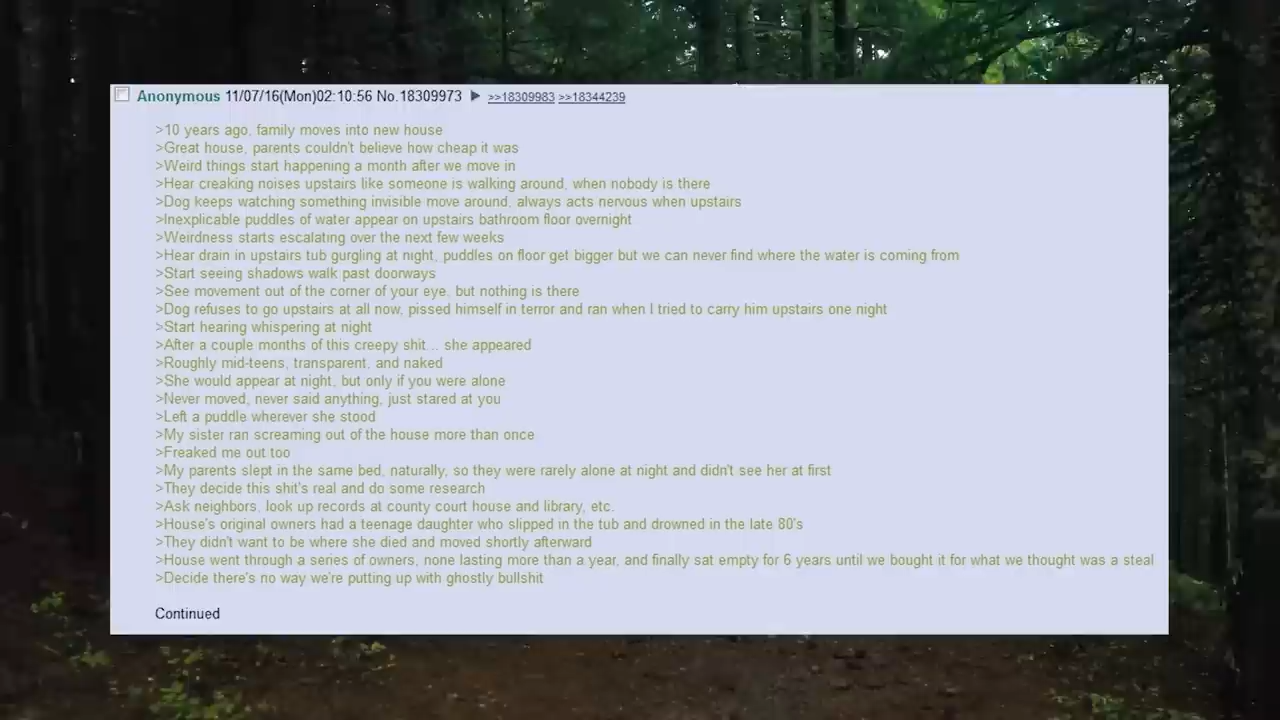 Anonymous 11/07/16(Mon)02:10:56 No.18309973 ▶ >>18309983 >>18344239
>10 years ago, family moves into new house
>Great house, parents couldn't believe how cheap it was
>Weird things start happening a month after we move in
>Hear creaking noises upstairs like someone is walking around, when nobody is there
>Dog keeps watching something invisible move around, always acts nervous when upstairs
>Inexplicable puddles of water appear on upstairs bathroom floor overnight
>Weirdness starts escalating over the next few weeks
>Hear drain in upstairs tub gurgling at night, puddles on floor get bigger but we can never find where the water is coming from
>Start seeing shadows walk past doorways
>See movement out of the corner of your eye, but nothing is there
>Dog refuses to go upstairs at all now, pissed himself in terror and ran when I tried to carry him upstairs one night
>Start hearing whispering at night
>After a couple months of this creepy shit... she appeared
>Roughly mid-teens, transparent, and naked
>She would appear at night, but only if you were alone
>Never moved, never said anything, just stared at you
>Left a puddle wherever she stood
>My sister ran screaming out of the house more than once
>Freaked me out too
>My parents slept in the same bed, naturally, so they were rarely alone at night and didn't see her at first
>They decide this shit's real and do some research
>Ask neighbors, look up records at county court house and library, etc.
>House's original owners had a teenage daughter who slipped in the tub and drowned in the late 80's
>They didn't want to be where she died and moved shortly afterward
>House went through a series of owners, none lasting more than a year, and finally sat empty for 6 years until we bought it for what we thought was a steal
>Decide there's no way we're putting up with ghostly bullshit
Continued